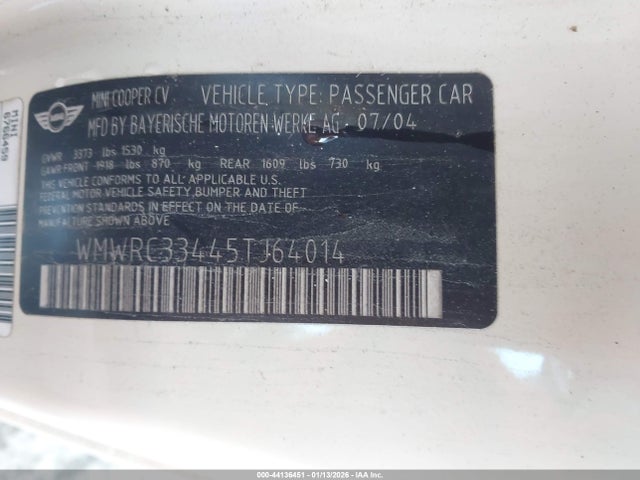 MINI COOPER CV VEHICLE TYPE: PASSENGER CAR
MFD BY BAYERISCHE MOTOREN WERKE AG - 07/04
GVWR 3373 lbs 1530 kg
GAWR FRONT 1918 lbs 870 kg REAR 1609 lbs 730 kg
THIS VEHICLE CONFORMS TO ALL APPLICABLE U.S.
FEDERAL MOTOR VEHICLE SAFETY, BUMPER AND THEFT
PREVENTION STANDARDS IN EFFECT ON THE DATE OF
MANUFACTURE SHOWN ABOVE.
WMWRC33445TJ64014
MINI
6766459
000-44136451 - 01/13/2026 - IAA Inc.